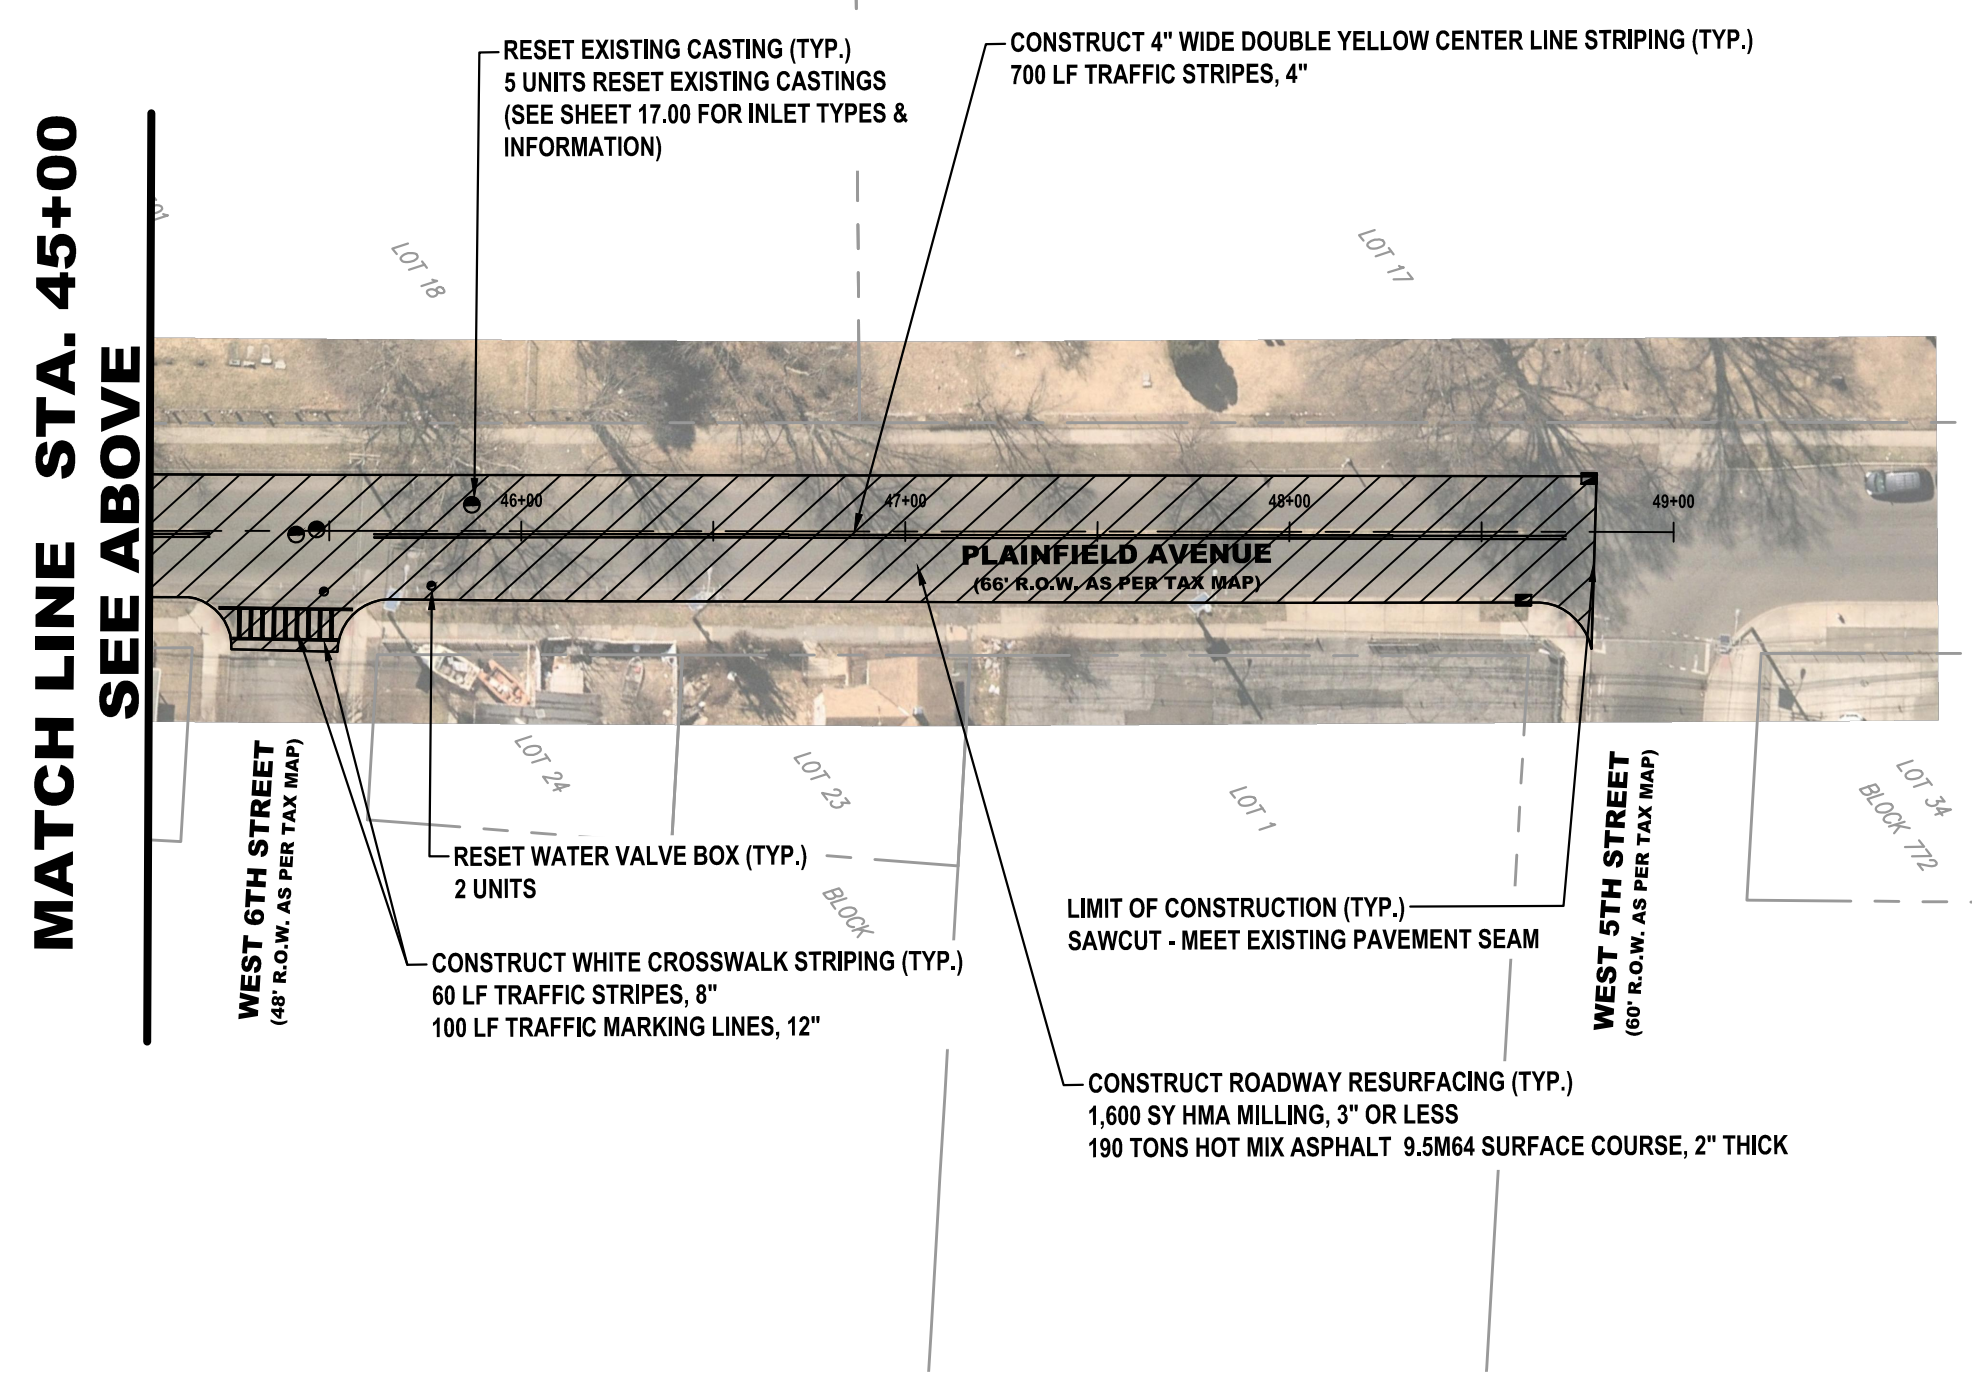 RESET EXISTING CASTING (TYP.)
5 UNITS RESET EXISTING CASTINGS
(SEE SHEET 17.00 FOR INLET TYPES &
INFORMATION)
CONSTRUCT 4" WIDE DOUBLE YELLOW CENTER LINE STRIPING (TYP.)
700 LF TRAFFIC STRIPES, 4"
MATCH LINE STA. 45+00
SEE ABOVE
LOT 18
LOT 17
46+00
47+00
48+00
49+00
PLAINFIELD AVENUE
(66' R.O.W. AS PER TAX MAP)
WEST 6TH STREET
(48' R.O.W. AS PER TAX MAP)
LOT 24
LOT 23
LOT 1
WEST 5TH STREET
(60' R.O.W. AS PER TAX MAP)
LOT 34
BLOCK 772
RESET WATER VALVE BOX (TYP.)
2 UNITS
BLOCK
LIMIT OF CONSTRUCTION (TYP.)
SAWCUT - MEET EXISTING PAVEMENT SEAM
CONSTRUCT WHITE CROSSWALK STRIPING (TYP.)
60 LF TRAFFIC STRIPES, 8"
100 LF TRAFFIC MARKING LINES, 12"
CONSTRUCT ROADWAY RESURFACING (TYP.)
1,600 SY HMA MILLING, 3" OR LESS
190 TONS HOT MIX ASPHALT 9.5M64 SURFACE COURSE, 2" THICK